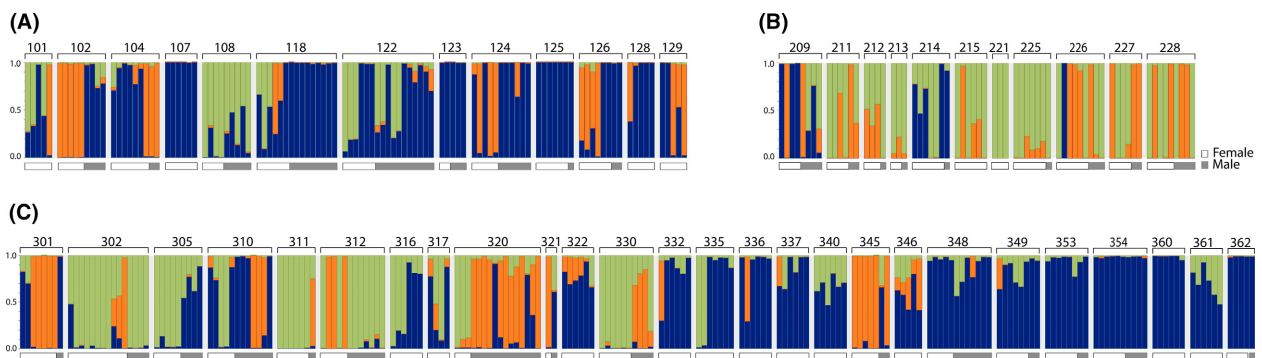 (A) (B)
101 102 104 107 108 118 122 123 124 125 126 128 129 209 211 212 213 214 215 221 225 226 227 228
1.0 1.0
0.5 0.5
0.0 0.0
Female
Male
(C)
301 302 305 310 311 312 316 317 320 321 322 330 332 335 336 337 340 345 346 348 349 353 354 360 361 362
1.0
0.5
0.0